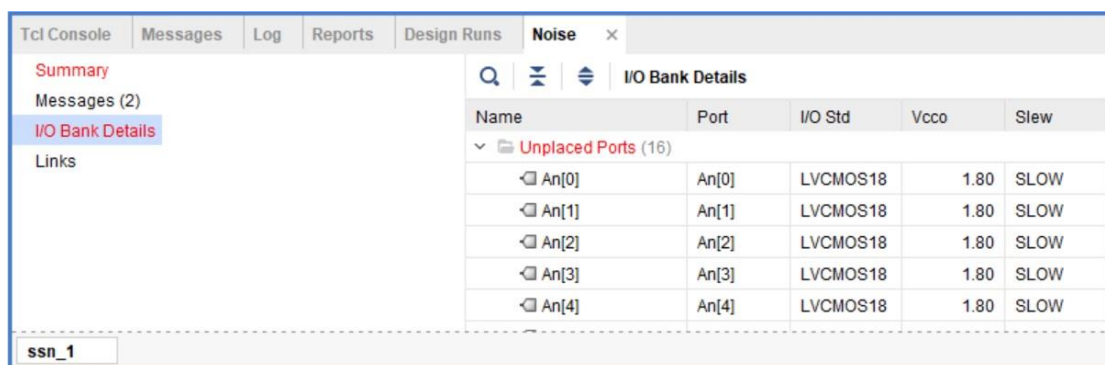 Tcl Console Messages Log Reports Design Runs Noise ×
Summary
Messages (2)
I/O Bank Details
Links
I/O Bank Details
Name Port I/O Std Vcco Slew
Unplaced Ports (16)
An[0] An[0] LVCMOS18 1.80 SLOW
An[1] An[1] LVCMOS18 1.80 SLOW
An[2] An[2] LVCMOS18 1.80 SLOW
An[3] An[3] LVCMOS18 1.80 SLOW
An[4] An[4] LVCMOS18 1.80 SLOW
ssn_1